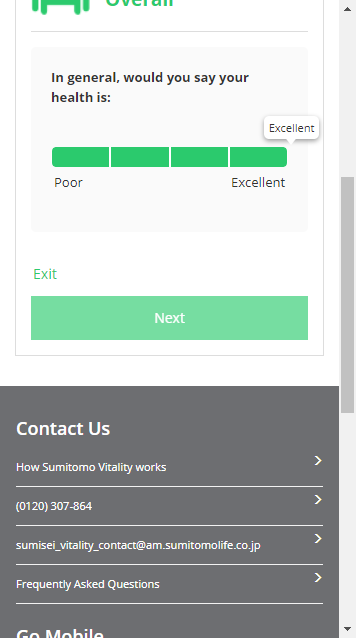 Overall
In general, would you say your
health is:
Excellent
Poor
Excellent
Exit
Next
Contact Us
How Sumitomo Vitality works
(0120) 307-864
sumisei_vitality_contact@am.sumitomolife.co.jp
Frequently Asked Questions
Go Mobile